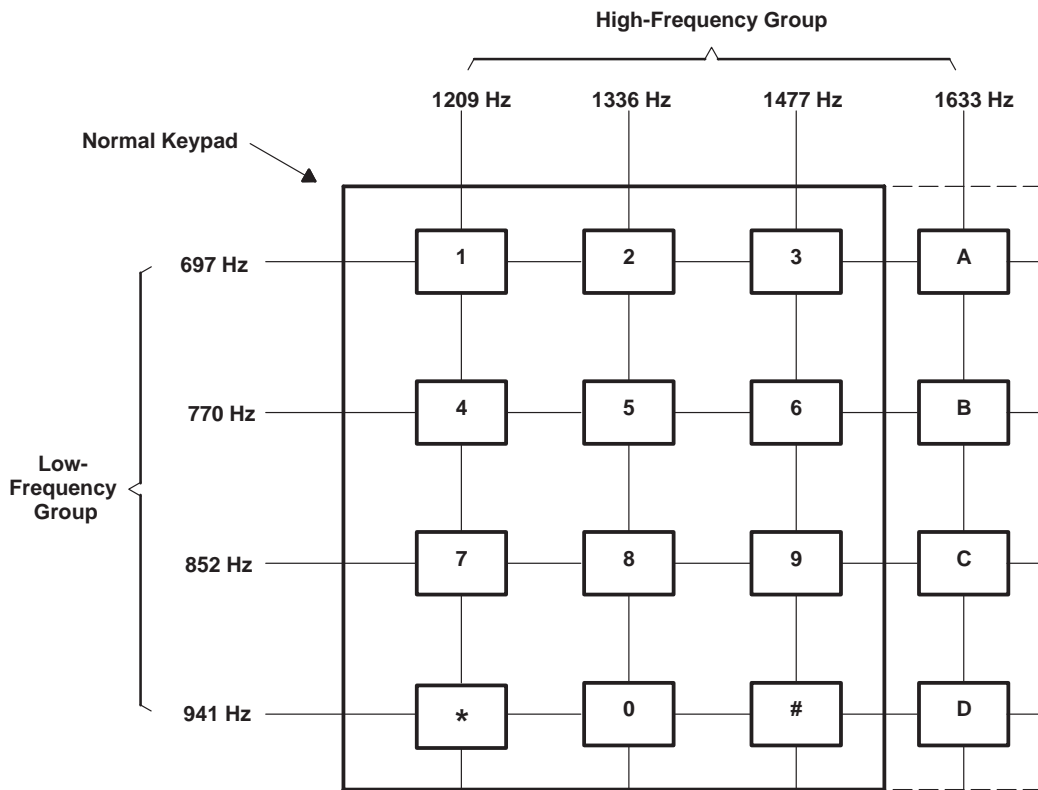 High-Frequency Group
1209 Hz 1336 Hz 1477 Hz 1633 Hz
Normal Keypad
697 Hz 1 2 3 A
770 Hz 4 5 6 B
Low-
Frequency
Group
852 Hz 7 8 9 C
941 Hz * 0 # D